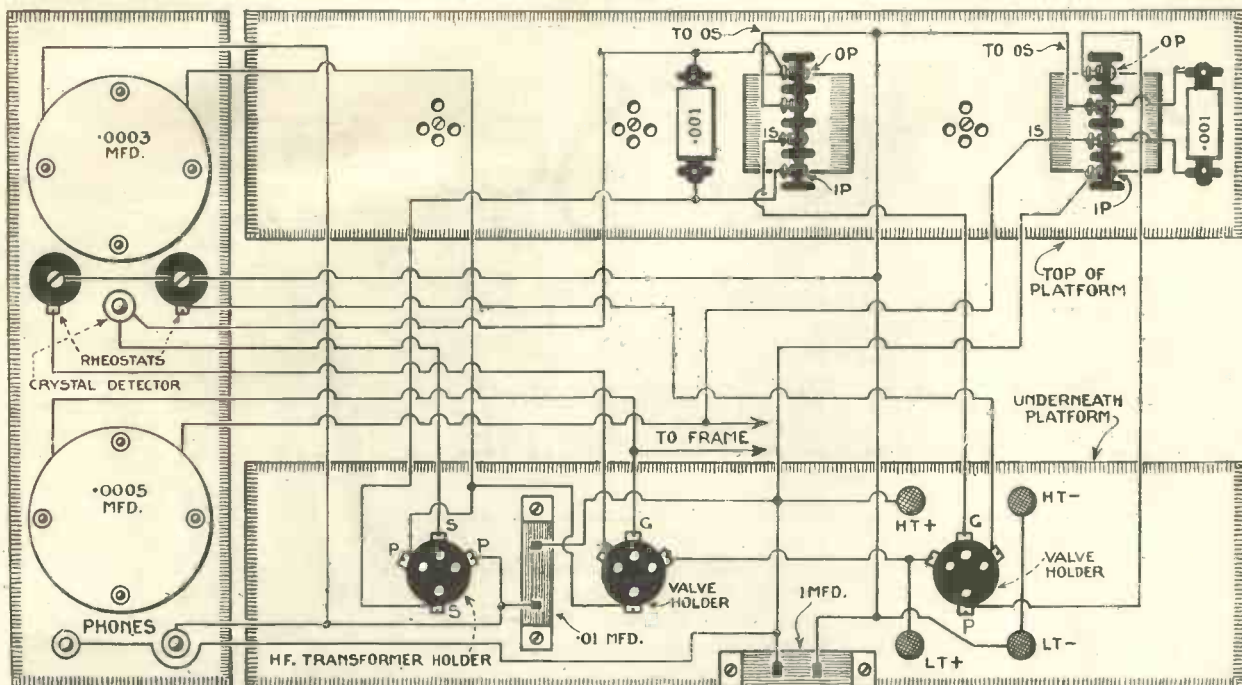 TO OS
OP
TO OS
OP
·0003
MFD.
·001
·001
IS
IS
IP
IP
TOP OF
PLATFORM
RHEOSTATS
CRYSTAL DETECTOR
UNDERNEATH
PLATFORM
TO FRAME
·0005
MFD.
HT+
HT-
S
G
G
P
P
VALVE
HOLDER
S
VALVE
HOLDER
1 MFD.
P
PHONES
·01 MFD.
LT+
LT-
H.F. TRANSFORMER HOLDER